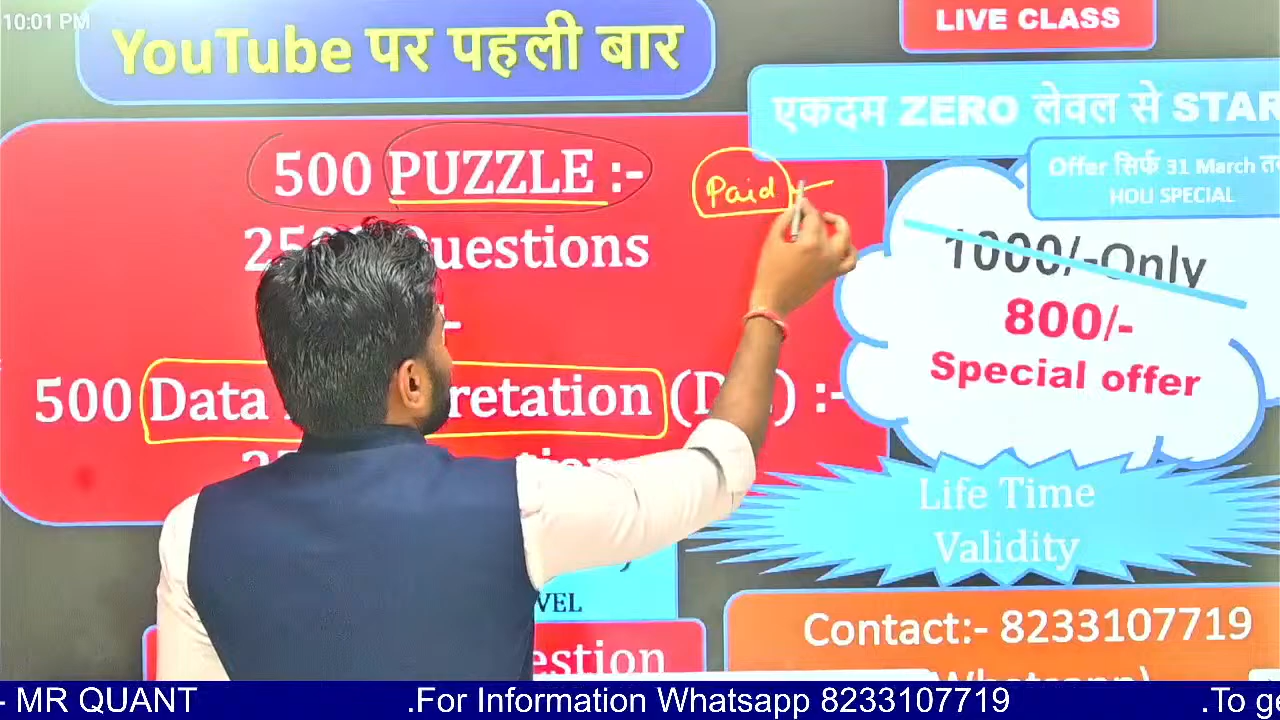 10:01 PM
YouTube पर पहली बार
LIVE CLASS
एकदम ZERO लेवल से STAR
Offer सिर्फ 31 March
HOLI SPECIAL
500 PUZZLE :-
Paid
Questions
1000/-Only
800/-
Special offer
500 Data retation (D ) :-
Life Time
Validity
VEL
estion
Contact:- 8233107719
- MR QUANT .For Information Whatsapp 8233107719 .To g